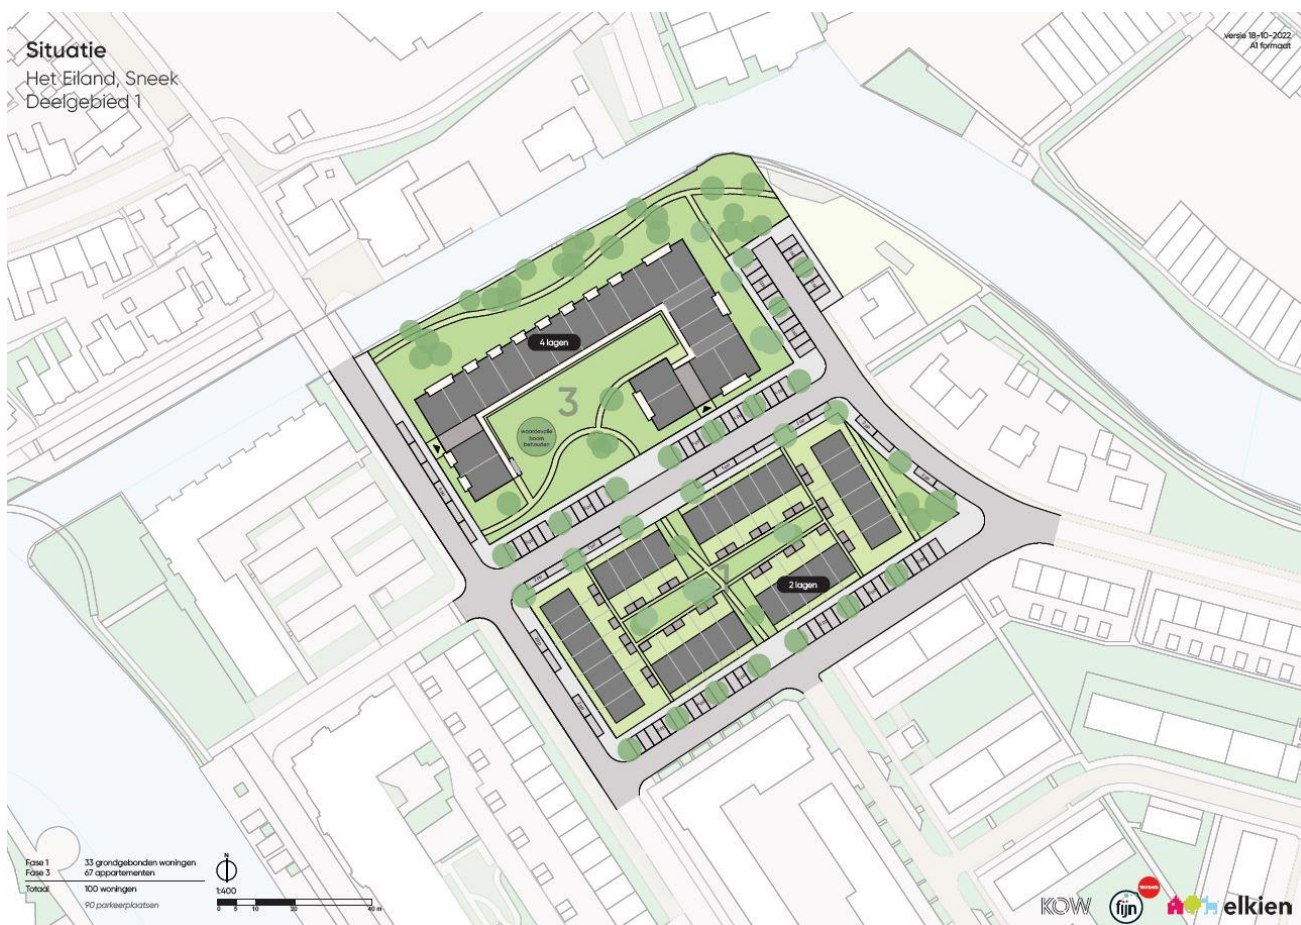 Situatie
Het Eiland, Sneek
Deelgebied 1
versie 18-10-2022
A1 formaat
4 lagen
3
waardevolle
boom
behouden
1
2 lagen
Fase 1 33 grondgebonden woningen
Fase 3 67 appartementen
Totaal 100 woningen
90 parkeerplaatsen
N
1:400
0 5 10 20 40 m
KOW
fijn
elkien